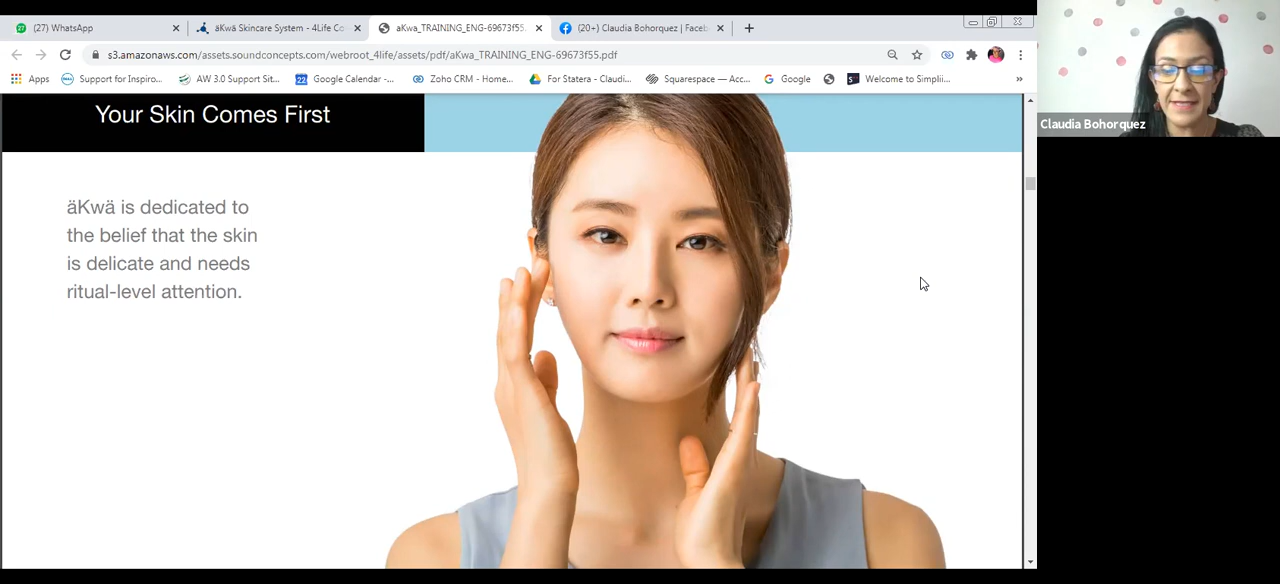 (27) WhatsApp
äKwä Skincare System - 4Life Co
aKwa_TRAINING_ENG-69673f55.
(20+) Claudia Bohorquez | Faceb
s3.amazonaws.com/assets.soundconcepts.com/webroot_4life/assets/pdf/aKwa_TRAINING_ENG-69673f55.pdf
Apps
Support for Inspiro...
AW 3.0 Support Sit...
22
Google Calendar -...
Zoho CRM - Home...
For Statera - Claudi...
Squarespace — Acc...
Google
Welcome to Simplii...
»
Claudia Bohorquez
Your Skin Comes First
äKwä is dedicated to
the belief that the skin
is delicate and needs
ritual-level attention.